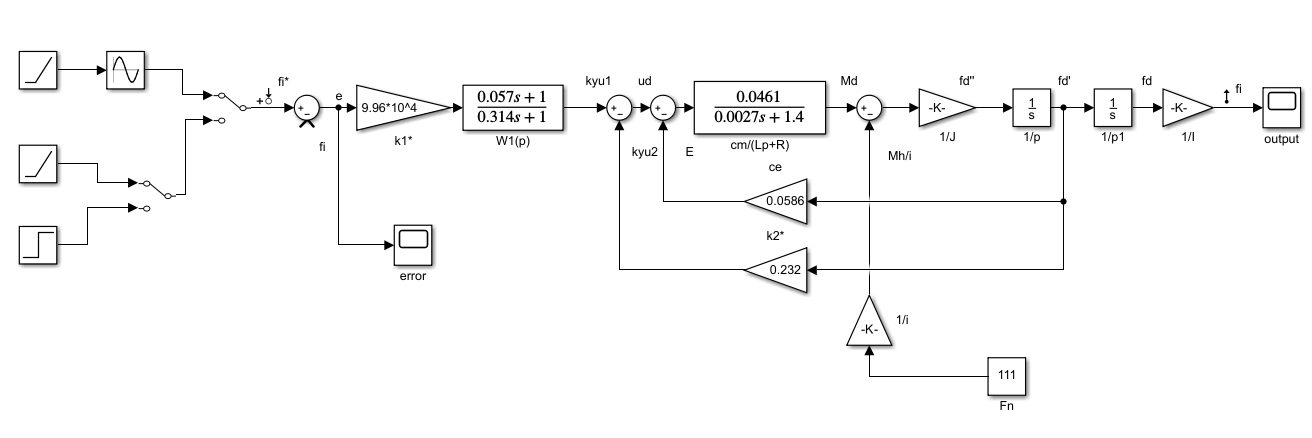 fi*
e
fi
9.96*10^4
k1*
0.057s + 1
0.314s + 1
W1(p)
error
kyu1
ud
kyu2
E
0.0461
0.0027s + 1.4
cm/(Lp+R)
Md
Mh/i
-K-
fd''
1/J
1
s
1/p
fd'
1
s
1/p1
fd
-K-
1/I
fi
output
ce
0.0586
k2*
0.232
-K-
1/i
111
Fn